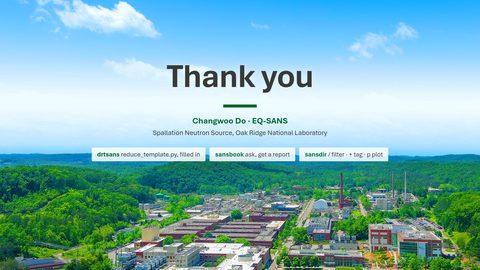 Thank you
Changwoo Do · EQ-SANS
Spallation Neutron Source, Oak Ridge National Laboratory
drtsans reduce_template.py, filled in
sansbook ask, get a report
sansdir / filter · + tag · p plot